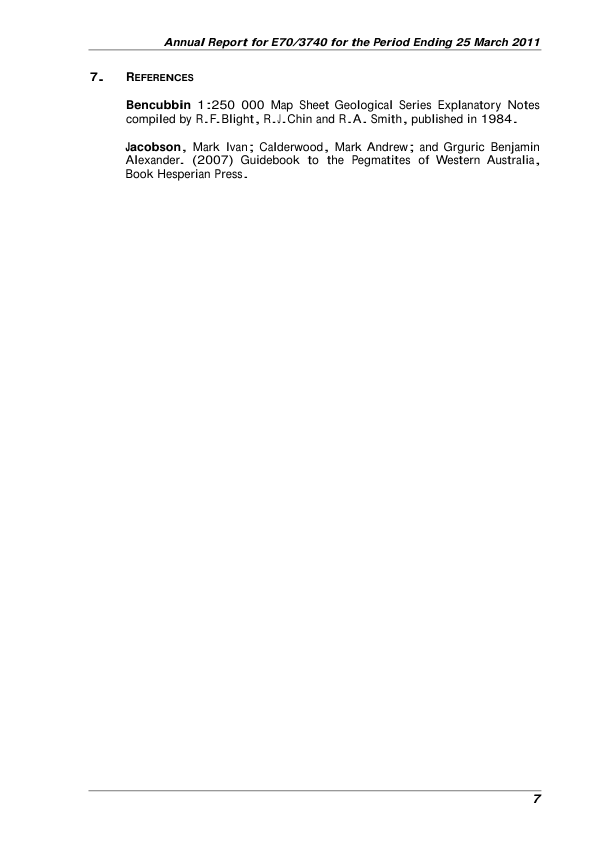 Annual Report for E70/3740 for the Period Ending 25 March 2011
7. REFERENCES
Bencubbin 1:250 000 Map Sheet Geological Series Explanatory Notes
compiled by R.F.Blight, R.J.Chin and R.A. Smith, published in 1984.
Jacobson, Mark Ivan; Calderwood, Mark Andrew; and Grguric Benjamin
Alexander. (2007) Guidebook to the Pegmatites of Western Australia,
Book Hesperian Press.
7